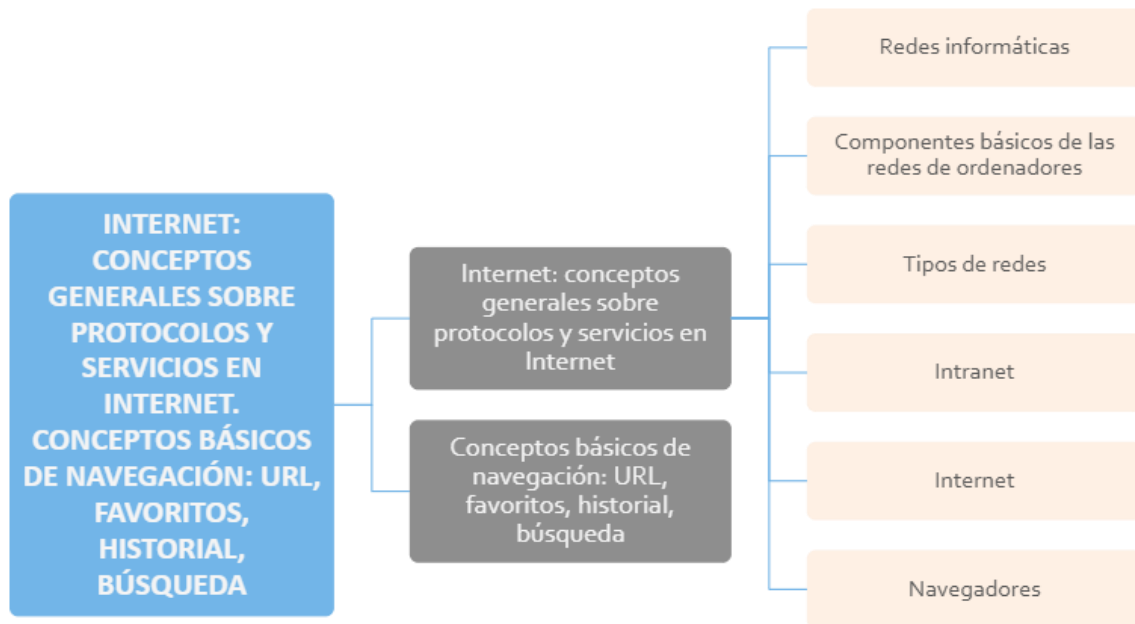 INTERNET:
CONCEPTOS
GENERALES SOBRE
PROTOCOLOS Y
SERVICIOS EN
INTERNET.
CONCEPTOS BÁSICOS
DE NAVEGACIÓN: URL,
FAVORITOS,
HISTORIAL,
BÚSQUEDA
Internet: conceptos
generales sobre
protocolos y servicios en
Internet
Conceptos básicos de
navegación: URL,
favoritos, historial,
búsqueda
Redes informáticas
Componentes básicos de las
redes de ordenadores
Tipos de redes
Intranet
Internet
Navegadores